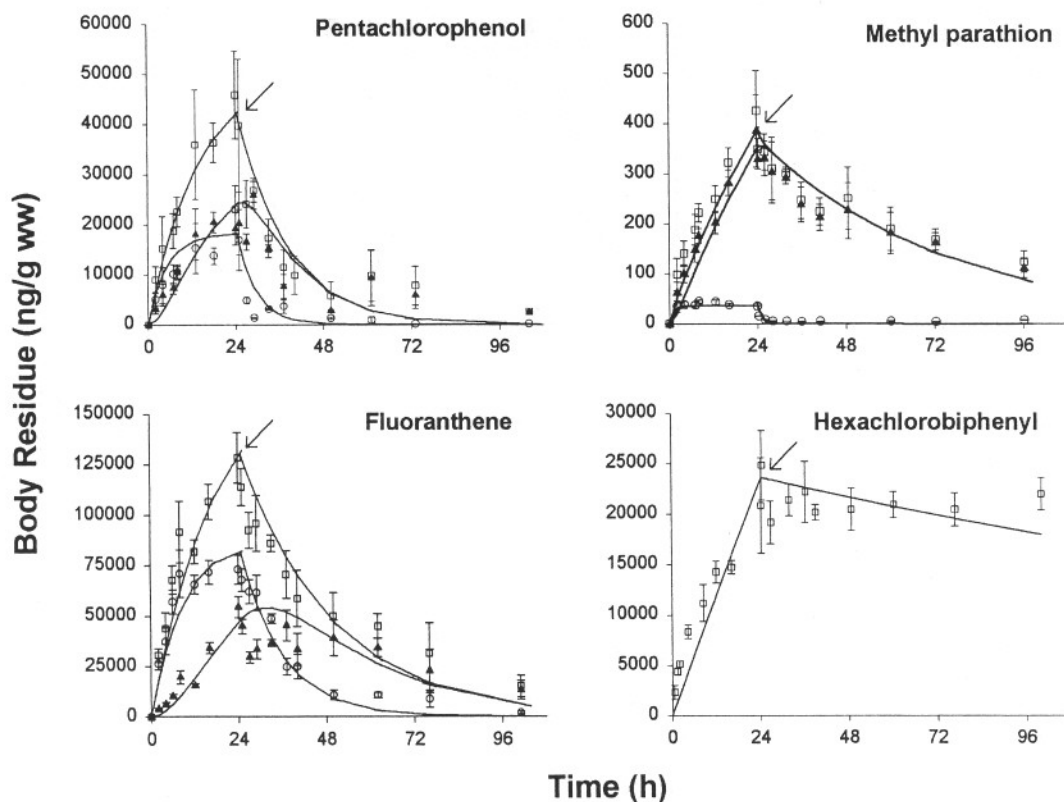 Body Residue (ng/g ww)
Pentachlorophenol
60000
50000
40000
30000
20000
10000
0
0 24 48 72 96
Methyl parathion
600
500
400
300
200
100
0
0 24 48 72 96
Fluoranthene
150000
125000
100000
75000
50000
25000
0
0 24 48 72 96
Hexachlorobiphenyl
30000
25000
20000
15000
10000
5000
0
0 24 48 72 96
Time (h)